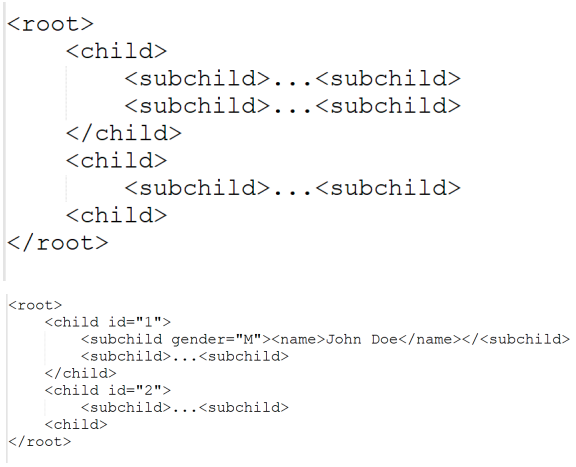 <root>
    <child>
        <subchild>...<subchild>
        <subchild>...<subchild>
    </child>
    <child>
        <subchild>...<subchild>
    <child>
</root>
<root>
    <child id="1">
        <subchild gender="M"><name>John Doe</name></<subchild>
        <subchild>...<subchild>
    </child>
    <child id="2">
        <subchild>...<subchild>
    <child>
</root>